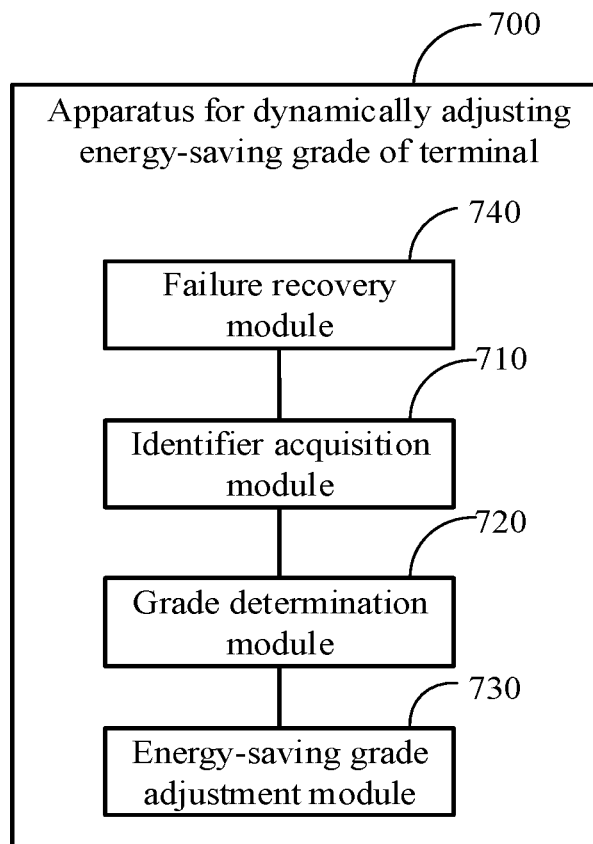 700
Apparatus for dynamically adjusting
energy-saving grade of terminal
740
Failure recovery
module
710
Identifier acquisition
module
720
Grade determination
module
730
Energy-saving grade
adjustment module